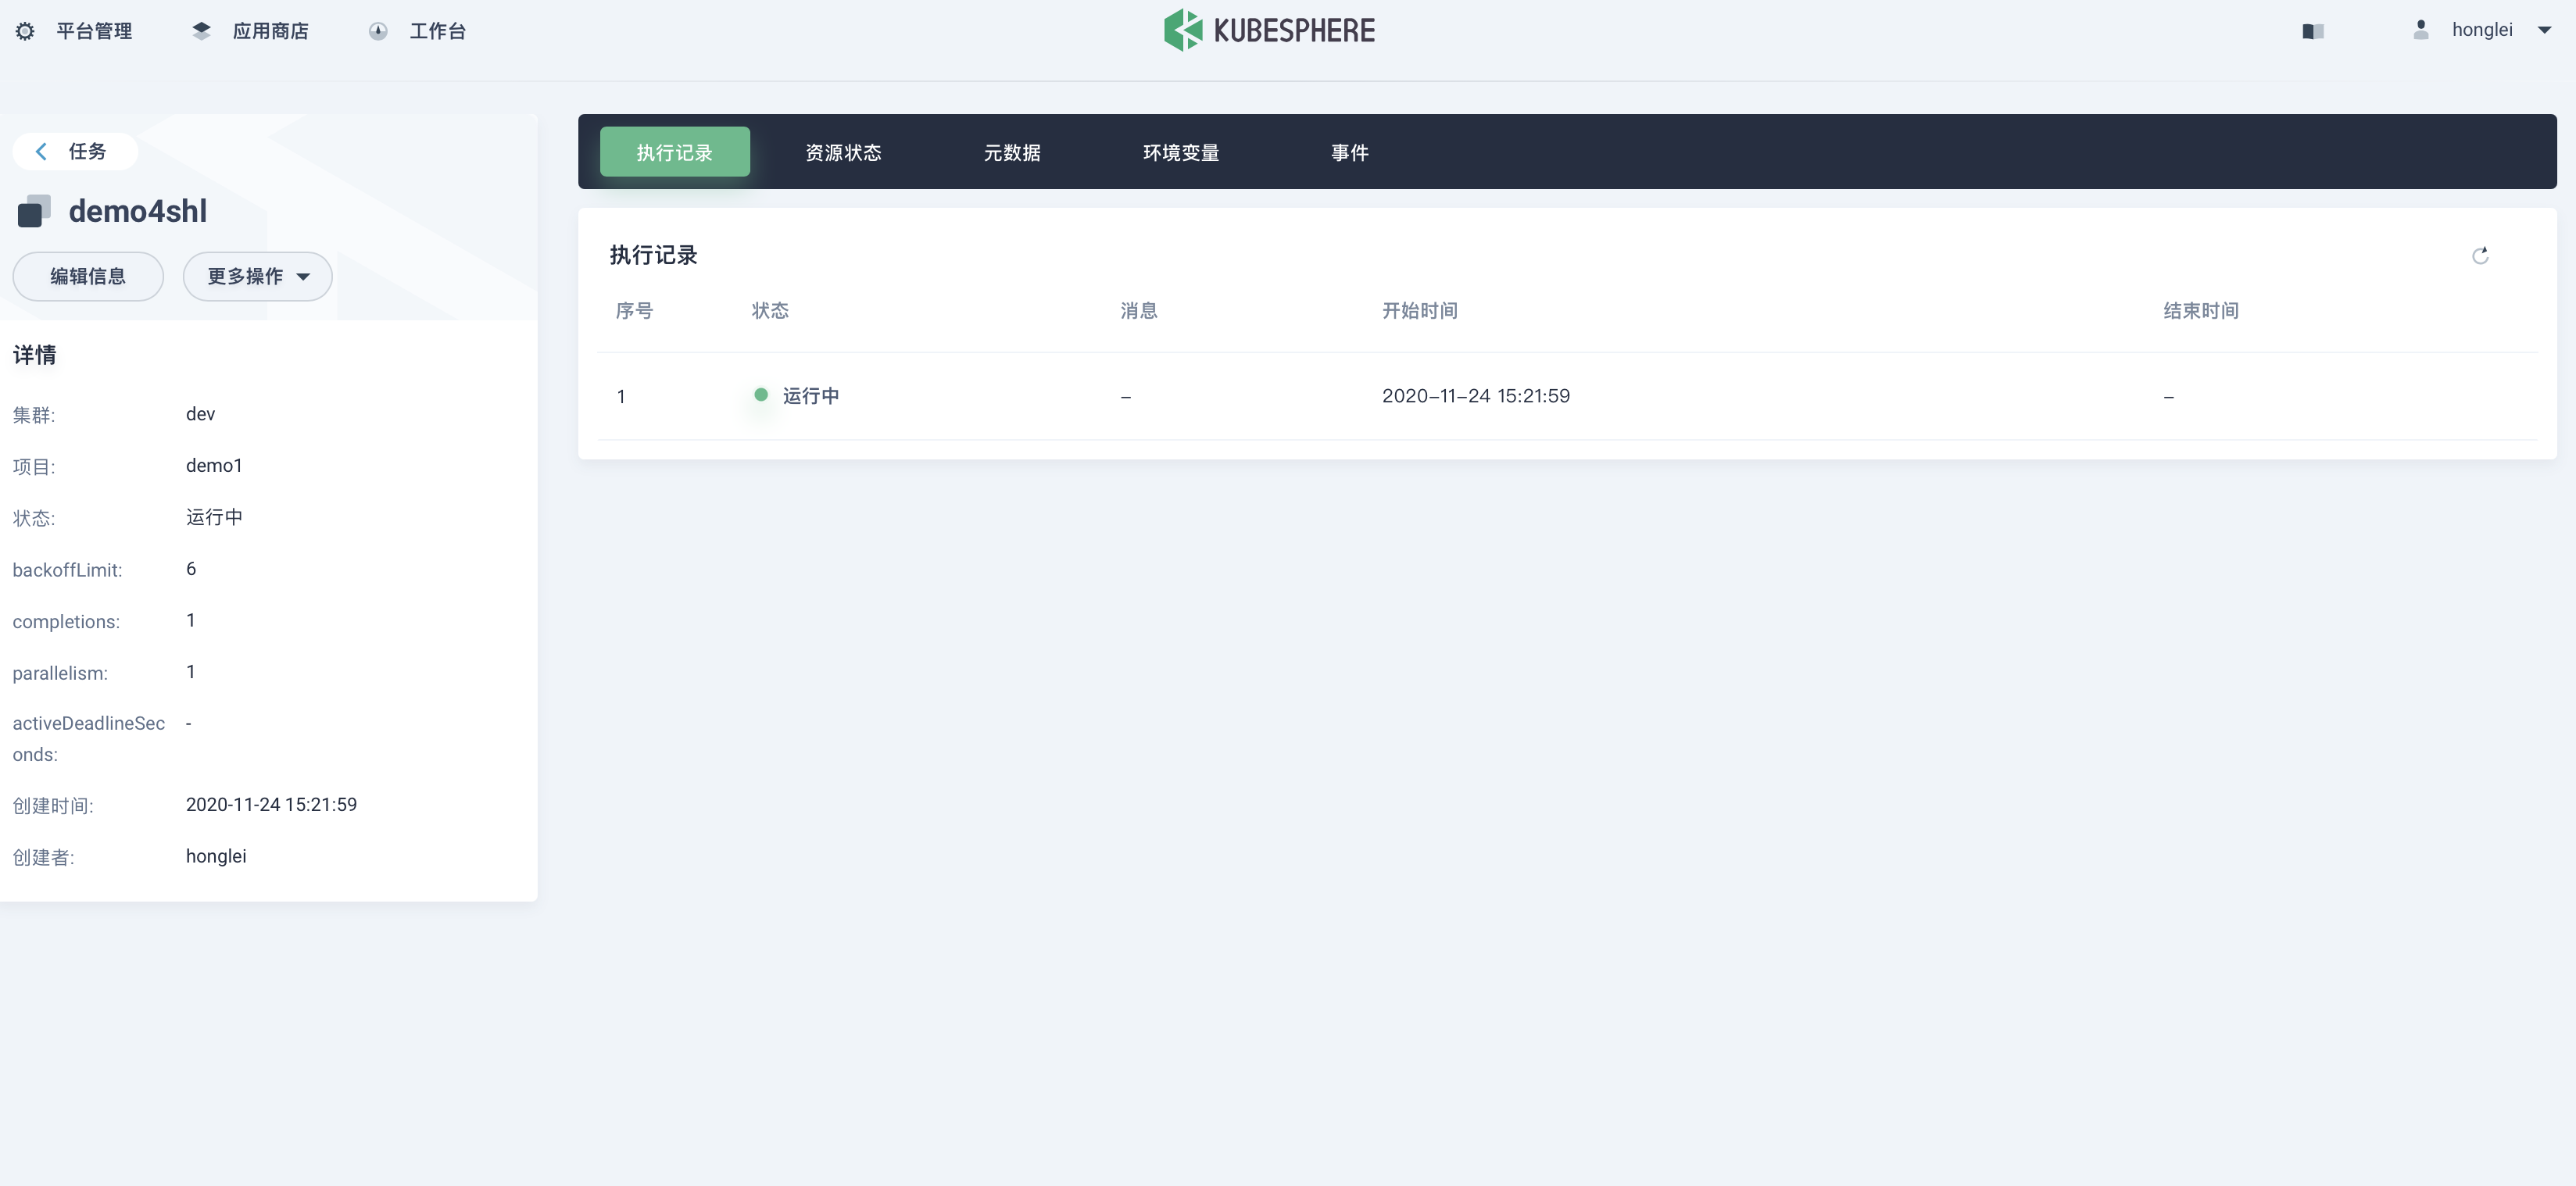 平台管理 应用商店 工作台 KUBESPHERE honglei
任务
demo4shl
编辑信息 更多操作
详情
集群: dev
项目: demo1
状态: 运行中
backoffLimit: 6
completions: 1
parallelism: 1
activeDeadlineSec -
onds:
创建时间: 2020-11-24 15:21:59
创建者: honglei
执行记录 资源状态 元数据 环境变量 事件
执行记录
序号 状态 消息 开始时间 结束时间
1 运行中 – 2020–11–24 15:21:59 –